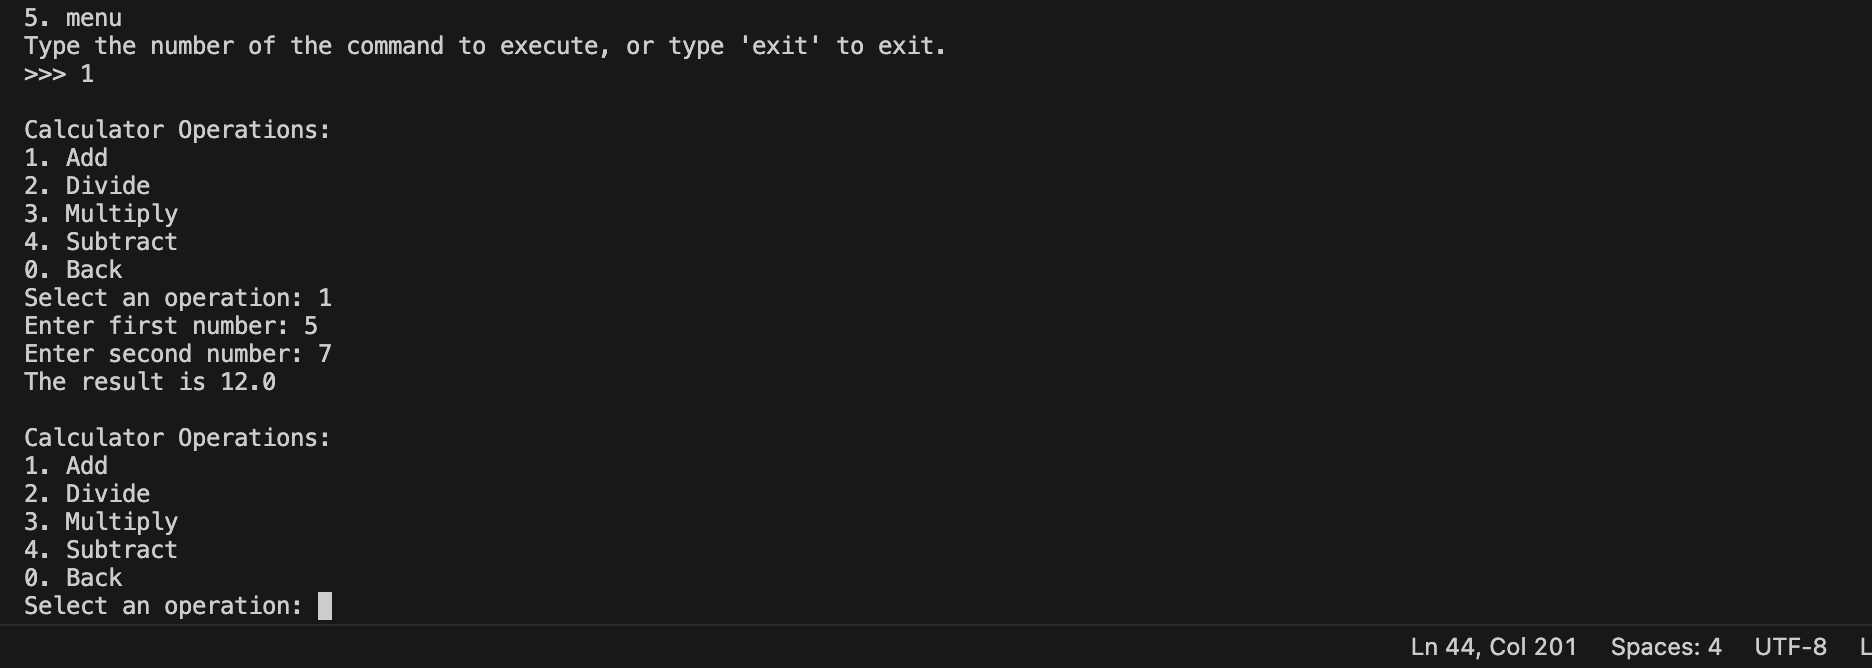 5. menu
Type the number of the command to execute, or type 'exit' to exit.
>>> 1
Calculator Operations:
1. Add
2. Divide
3. Multiply
4. Subtract
0. Back
Select an operation: 1
Enter first number: 5
Enter second number: 7
The result is 12.0
Calculator Operations:
1. Add
2. Divide
3. Multiply
4. Subtract
0. Back
Select an operation:
Ln 44, Col 201 Spaces: 4 UTF-8 L